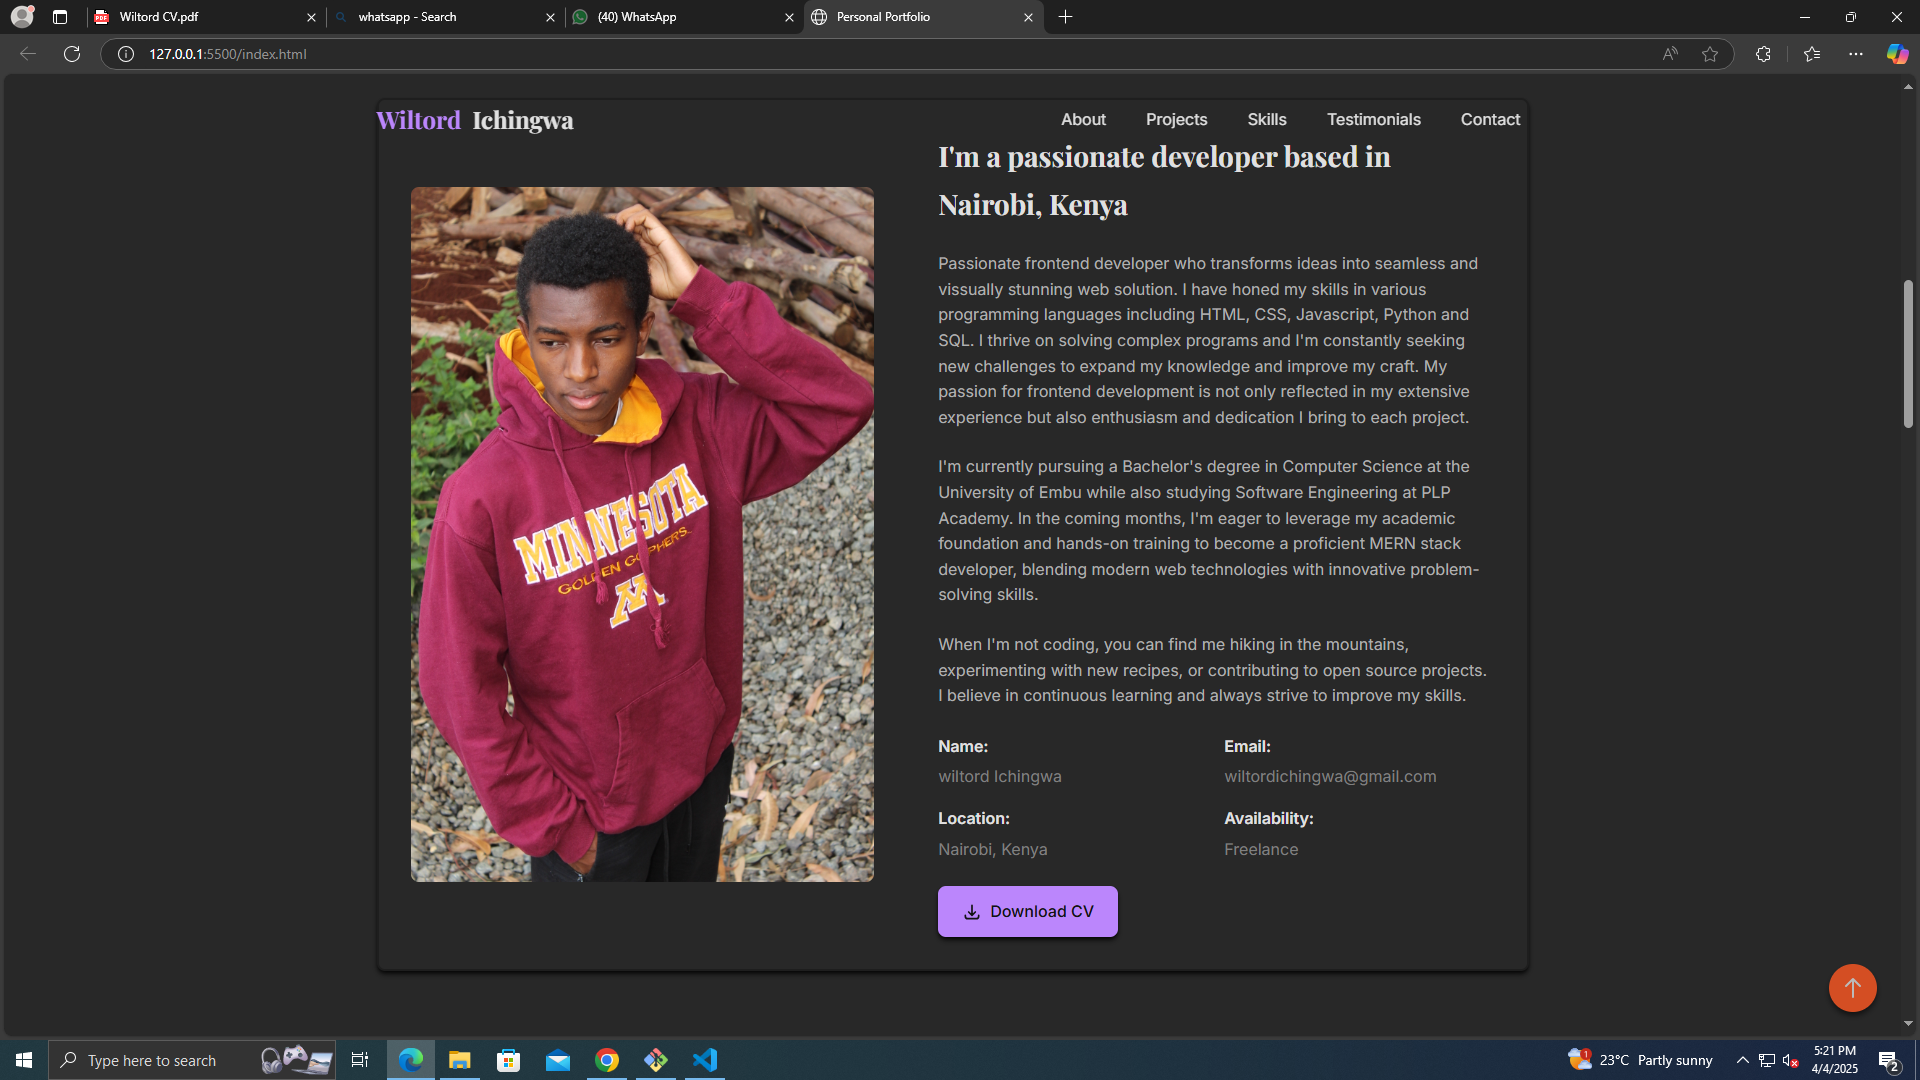 Wiltord CV.pdf
whatsapp - Search
(40) WhatsApp
Personal Portfolio
127.0.0.1:5500/index.html
Wiltord Ichingwa
About
Projects
Skills
Testimonials
Contact
I'm a passionate developer based in
Nairobi, Kenya
MINNESOTA
GOLDEN GOPHERS
M
Passionate frontend developer who transforms ideas into seamless and
vissually stunning web solution. I have honed my skills in various
programming languages including HTML, CSS, Javascript, Python and
SQL. I thrive on solving complex programs and I'm constantly seeking
new challenges to expand my knowledge and improve my craft. My
passion for frontend development is not only reflected in my extensive
experience but also enthusiasm and dedication I bring to each project.
I'm currently pursuing a Bachelor's degree in Computer Science at the
University of Embu while also studying Software Engineering at PLP
Academy. In the coming months, I'm eager to leverage my academic
foundation and hands-on training to become a proficient MERN stack
developer, blending modern web technologies with innovative problem-
solving skills.
When I'm not coding, you can find me hiking in the mountains,
experimenting with new recipes, or contributing to open source projects.
I believe in continuous learning and always strive to improve my skills.
Name:
wiltord Ichingwa
Email:
wiltordichingwa@gmail.com
Location:
Nairobi, Kenya
Availability:
Freelance
Download CV
Type here to search
1
23°C Partly sunny
5:21 PM
4/4/2025
2